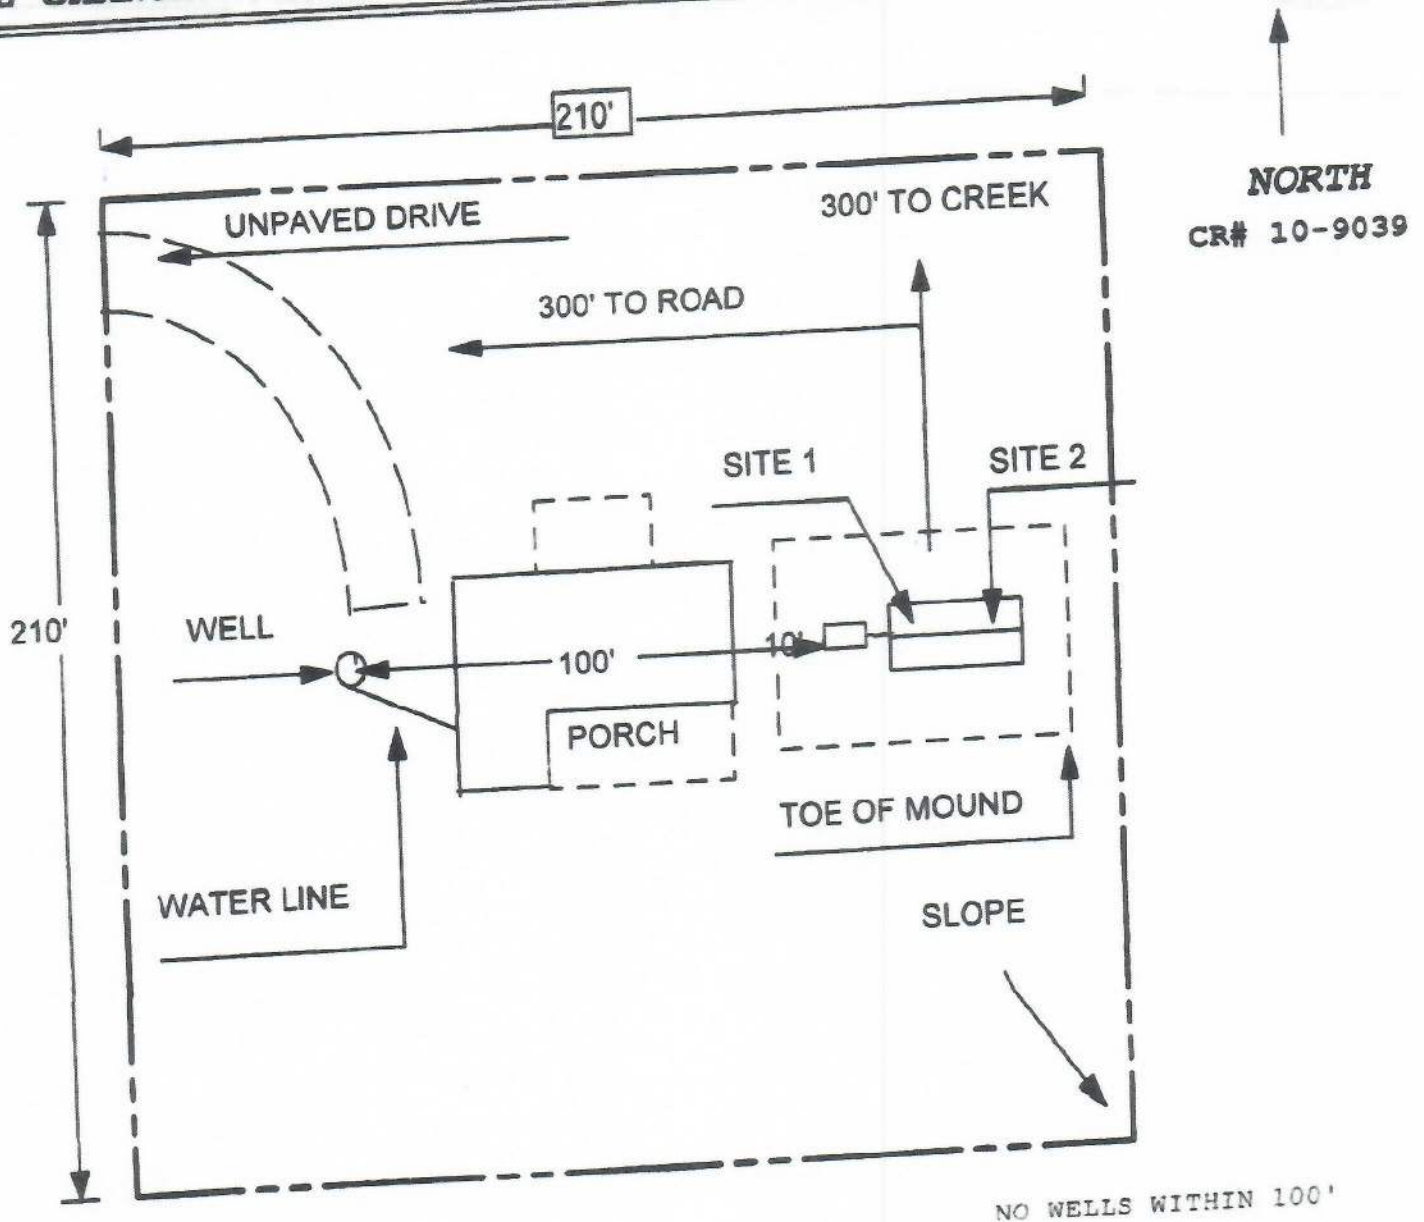 210'
NORTH
CR# 10-9039
UNPAVED DRIVE
300' TO CREEK
300' TO ROAD
SITE 1
SITE 2
210'
WELL
100'
10'
PORCH
TOE OF MOUND
WATER LINE
SLOPE
NO WELLS WITHIN 100'